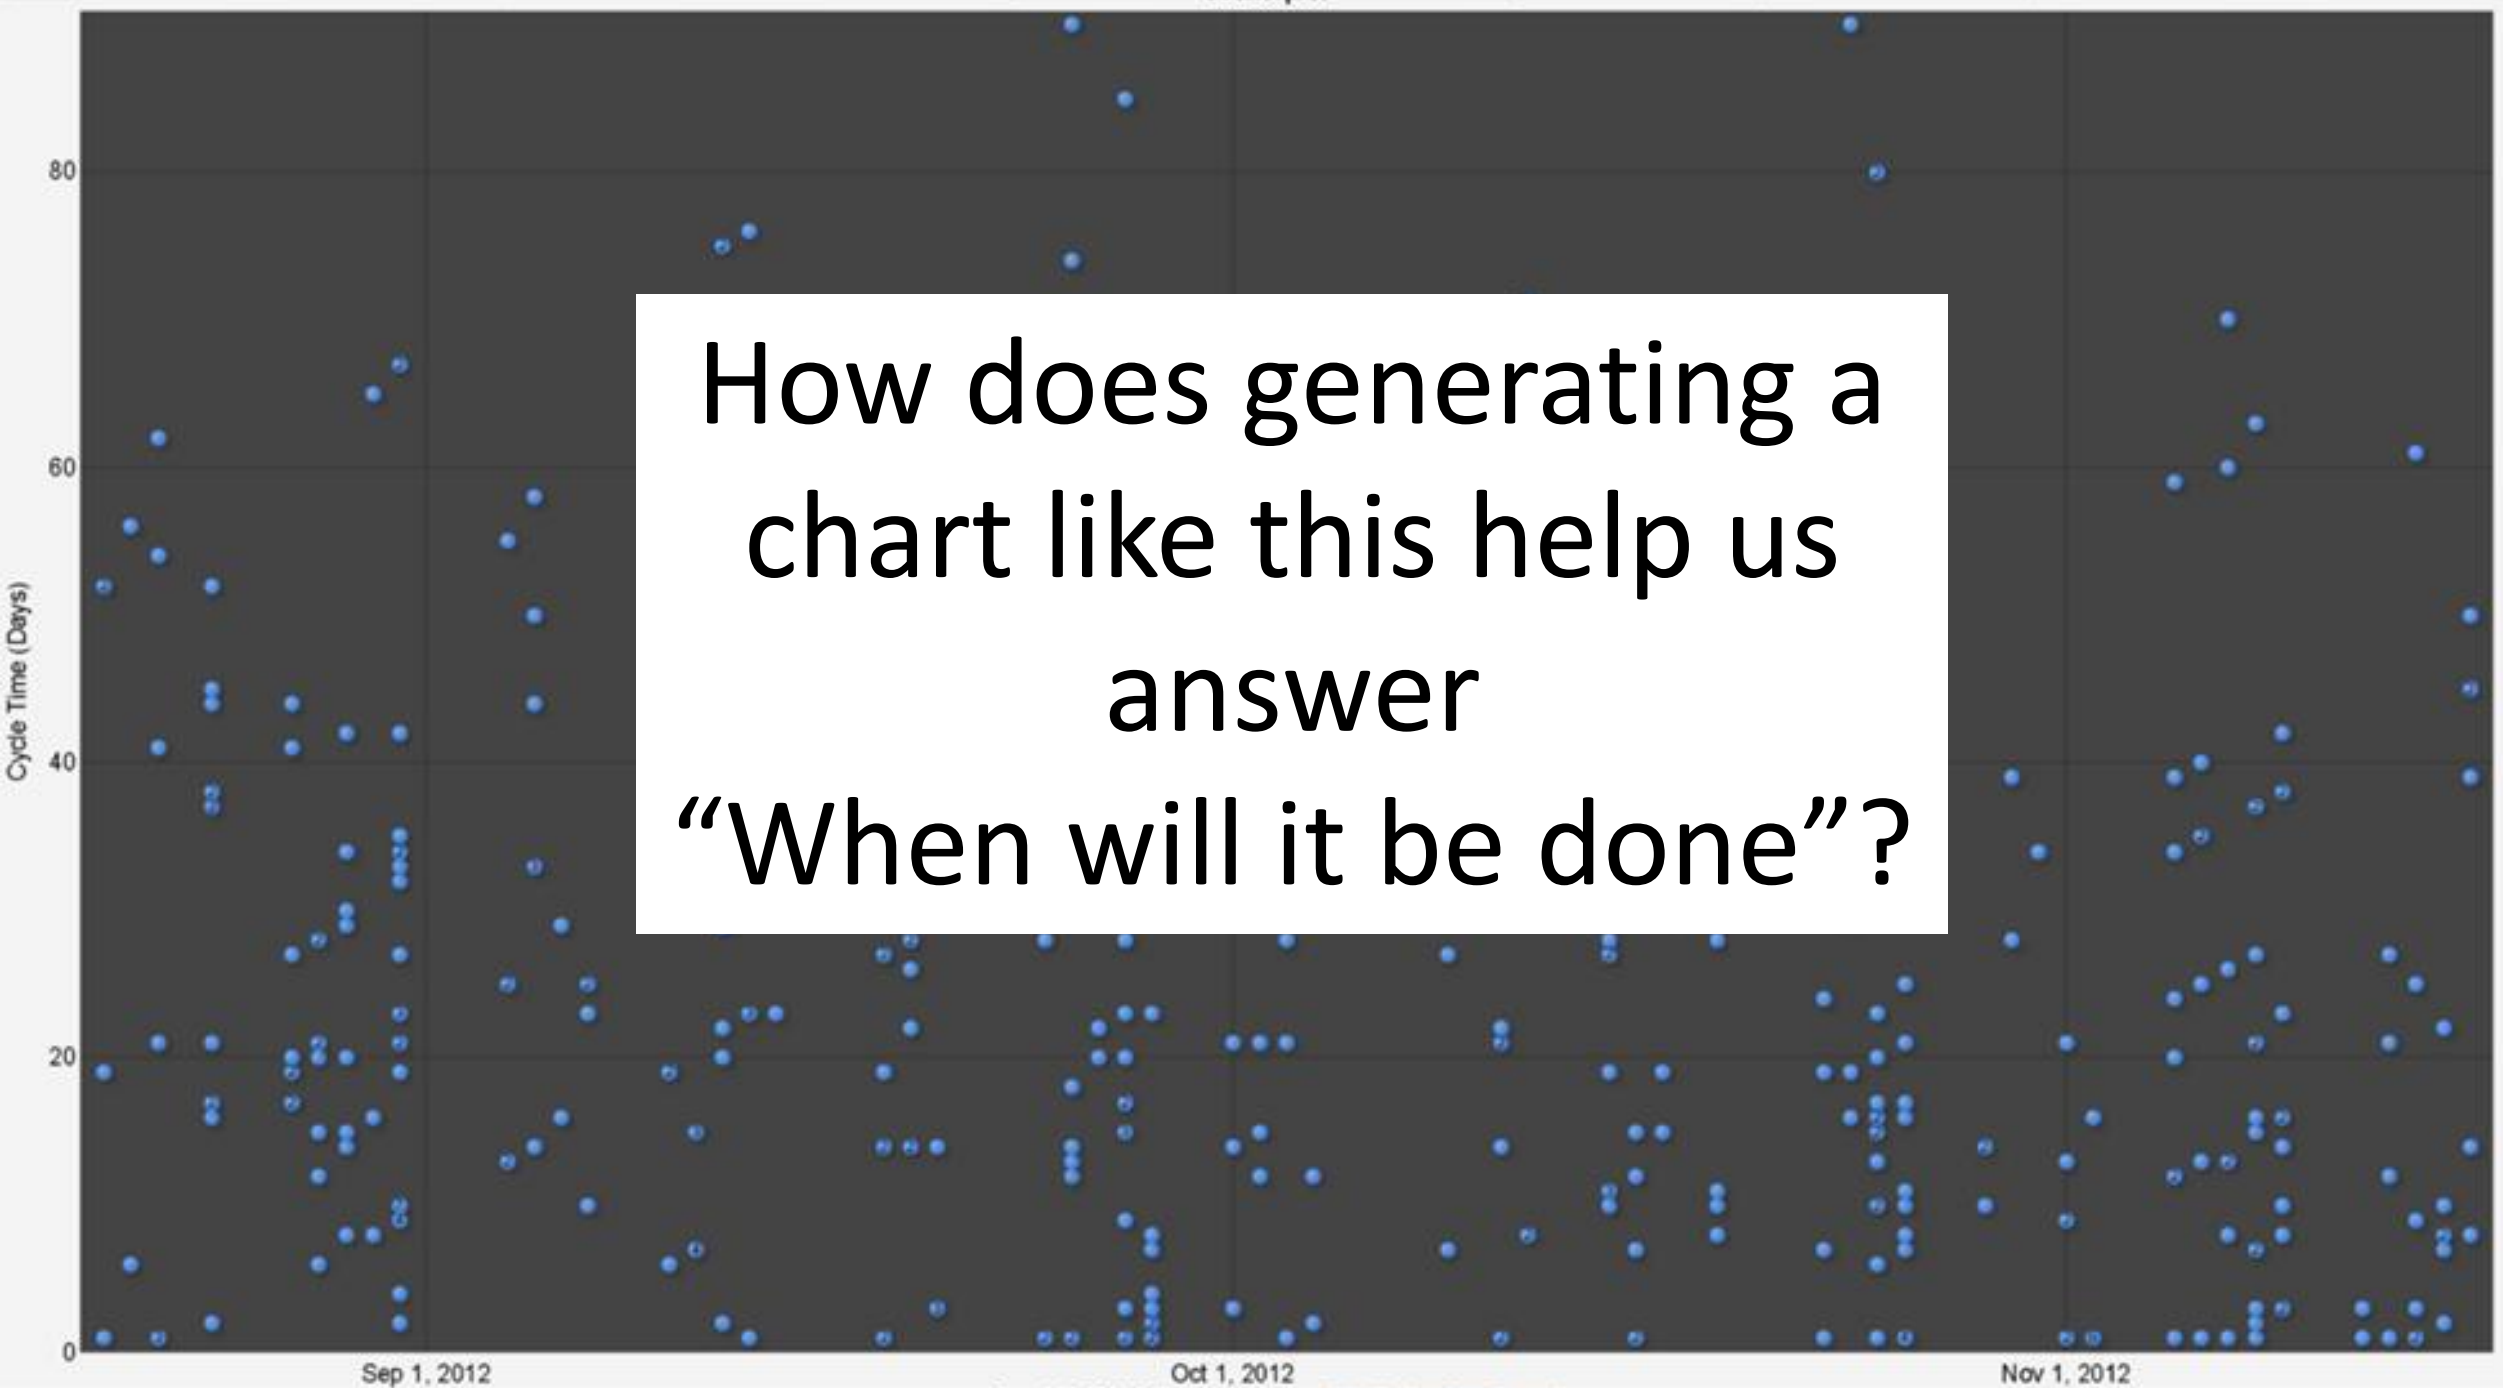 80
60
40
20
0
Cycle Time (Days)
How does generating a
chart like this help us
answer
“When will it be done”?
Sep 1, 2012
Oct 1, 2012
Nov 1, 2012